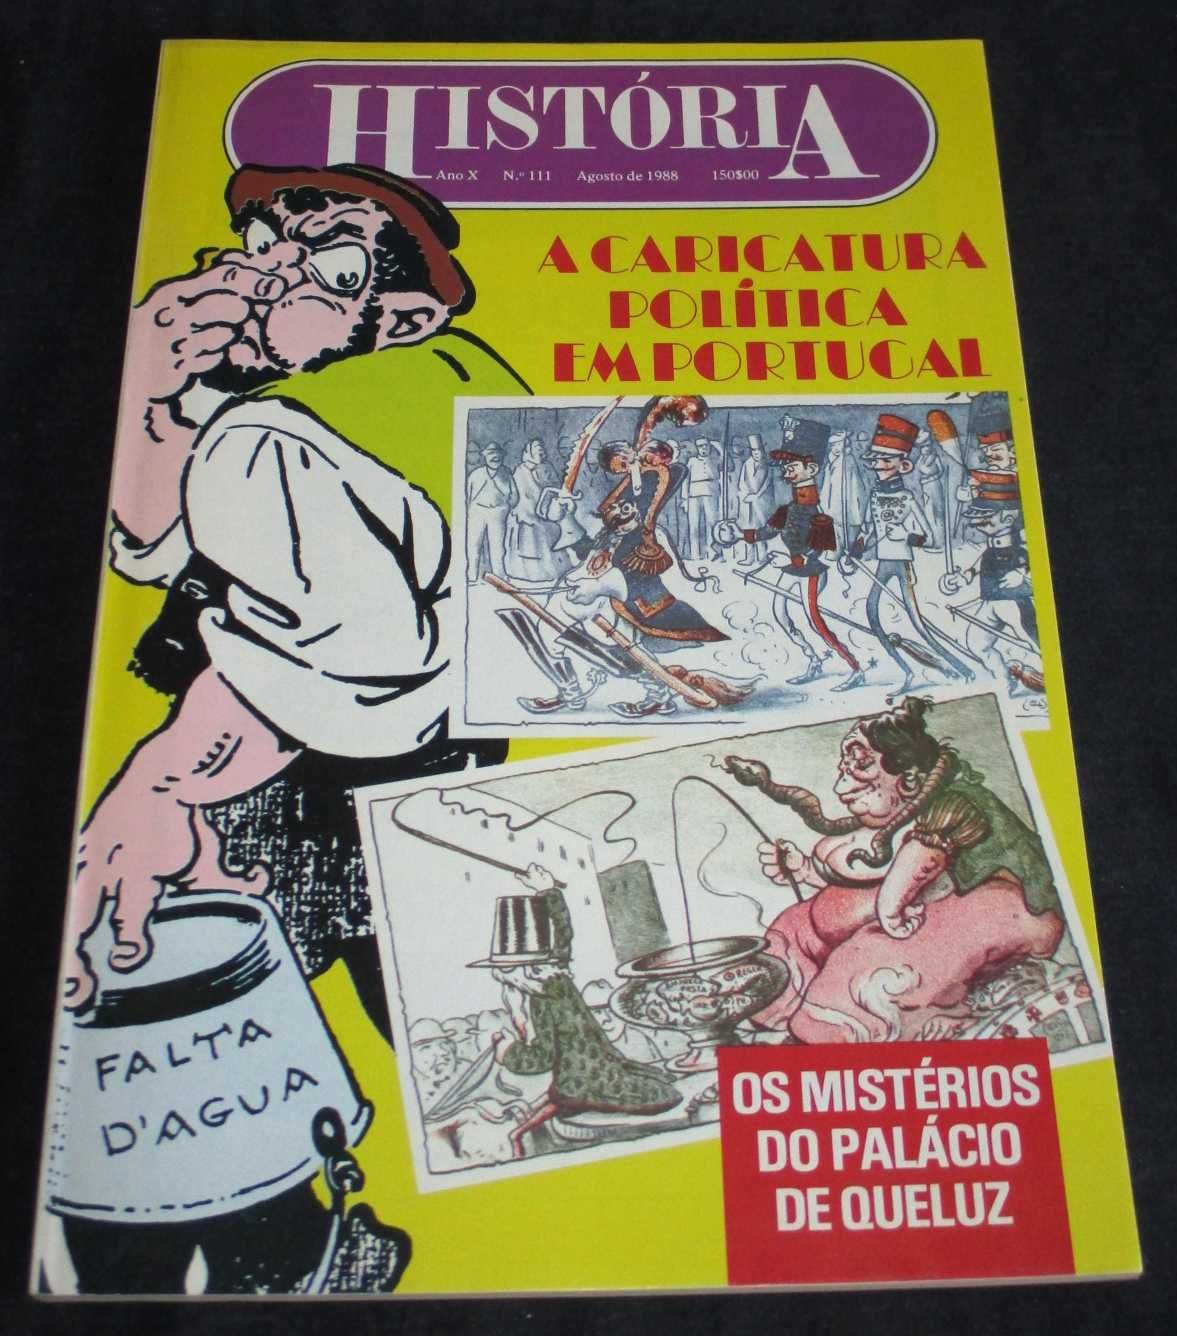 HISTÓRIA
Ano X N.º 111 Agosto de 1988 150$00
A CARICATURA
POLÍTICA
EM PORTUGAL
FALTA
D'AGUA
OS MISTÉRIOS
DO PALÁCIO
DE QUELUZ